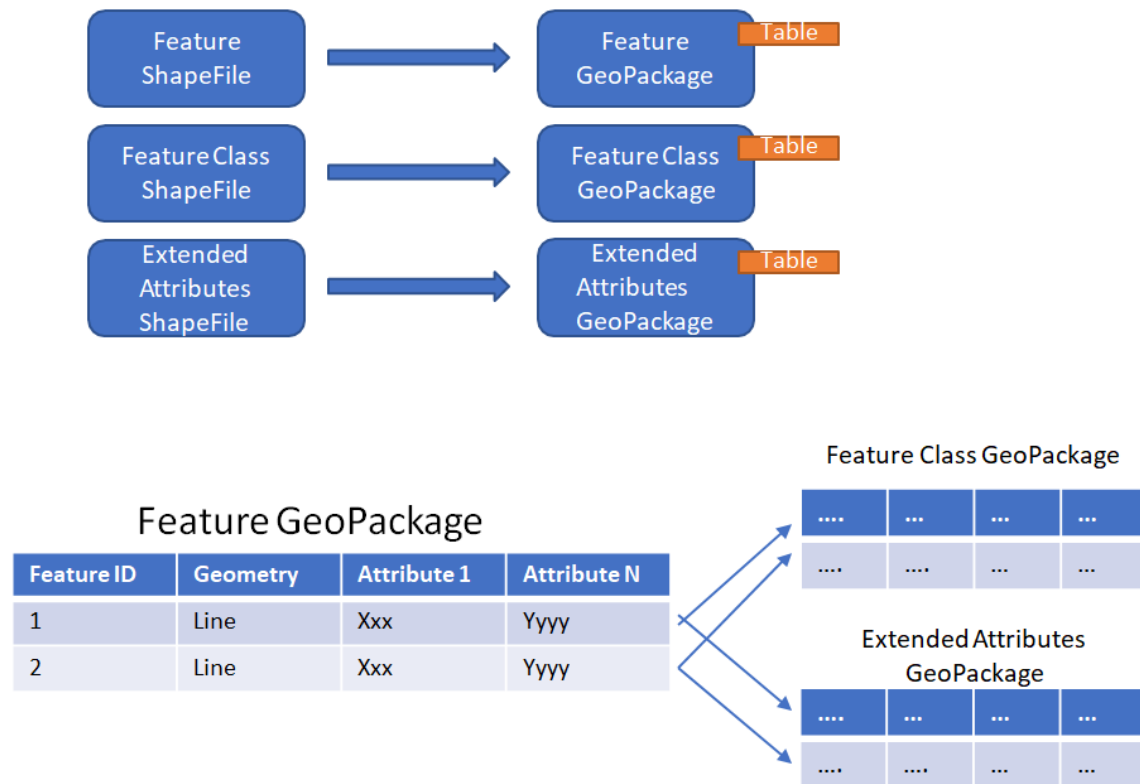 Feature
ShapeFile
Feature
GeoPackage
Table
Feature Class
ShapeFile
Feature Class
GeoPackage
Table
Extended
Attributes
ShapeFile
Extended
Attributes
GeoPackage
Table
Feature GeoPackage
Feature ID Geometry Attribute 1 Attribute N
1 Line Xxx Yyyy
2 Line Xxx Yyyy
Feature Class GeoPackage
.... ... ... ...
.... .... ... ...
Extended Attributes
GeoPackage
.... ... ... ...
.... .... ... ...